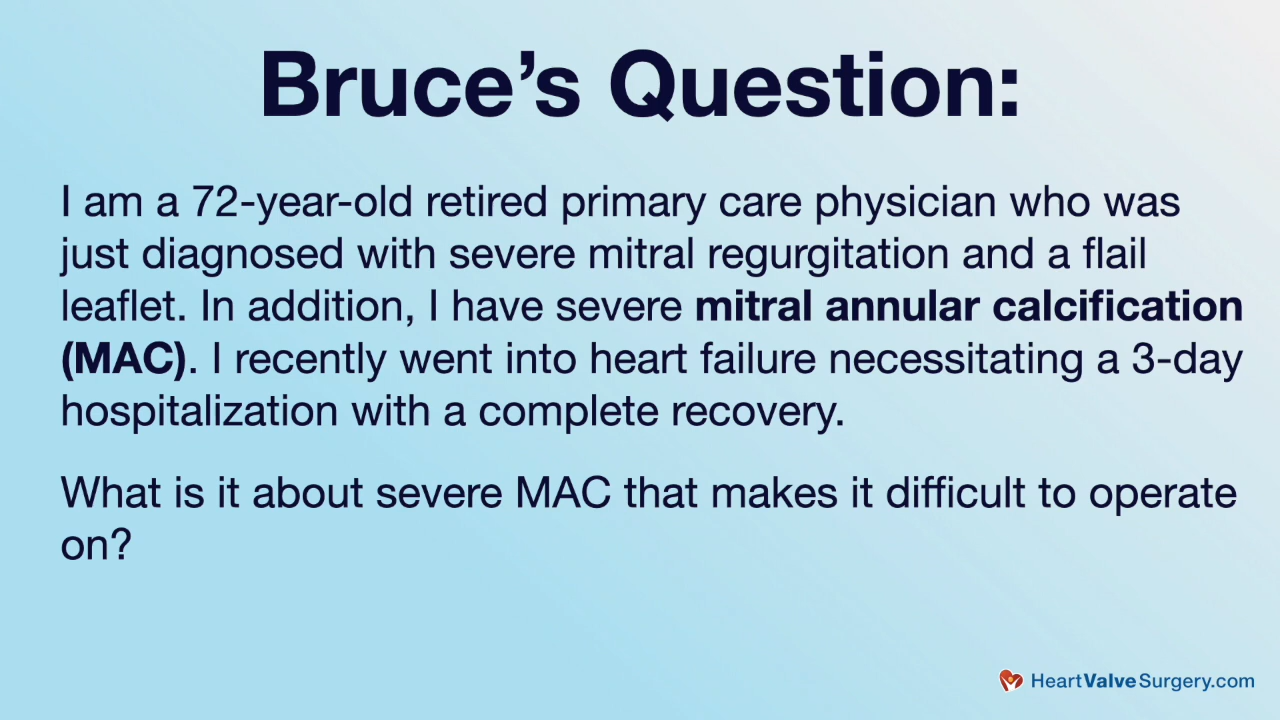 Bruce’s Question:
I am a 72-year-old retired primary care physician who was
just diagnosed with severe mitral regurgitation and a flail
leaflet. In addition, I have severe mitral annular calcification
(MAC). I recently went into heart failure necessitating a 3-day
hospitalization with a complete recovery.
What is it about severe MAC that makes it difficult to operate
on?
HeartValveSurgery.com